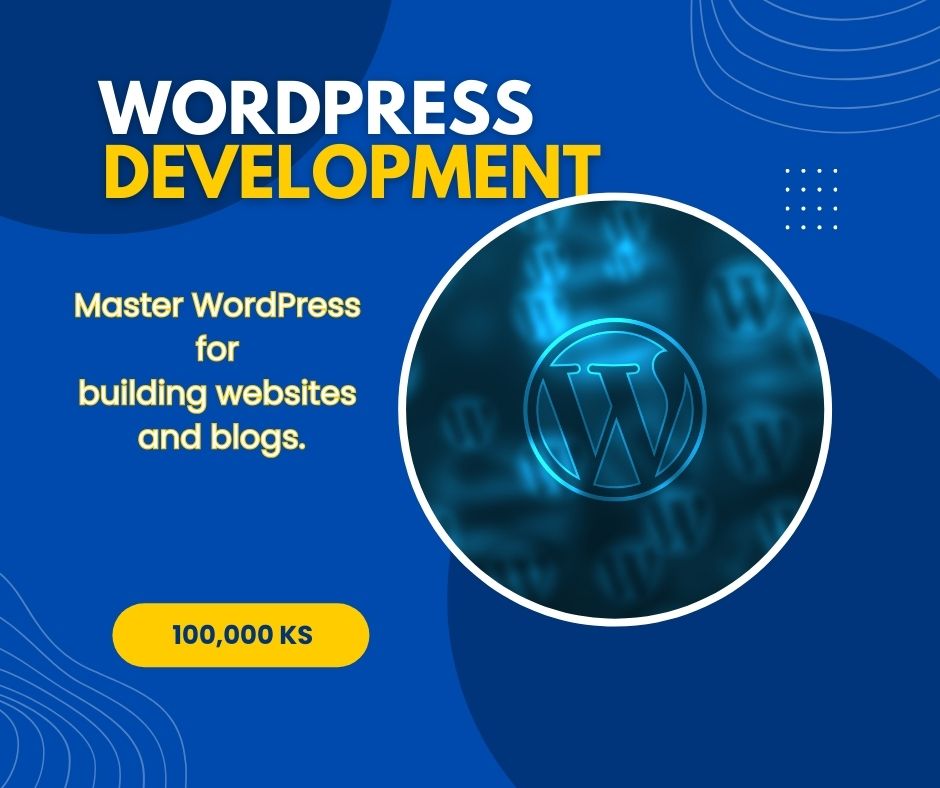 WORDPRESS
DEVELOPMENT
Master WordPress
for
building websites
and blogs.
100,000 KS